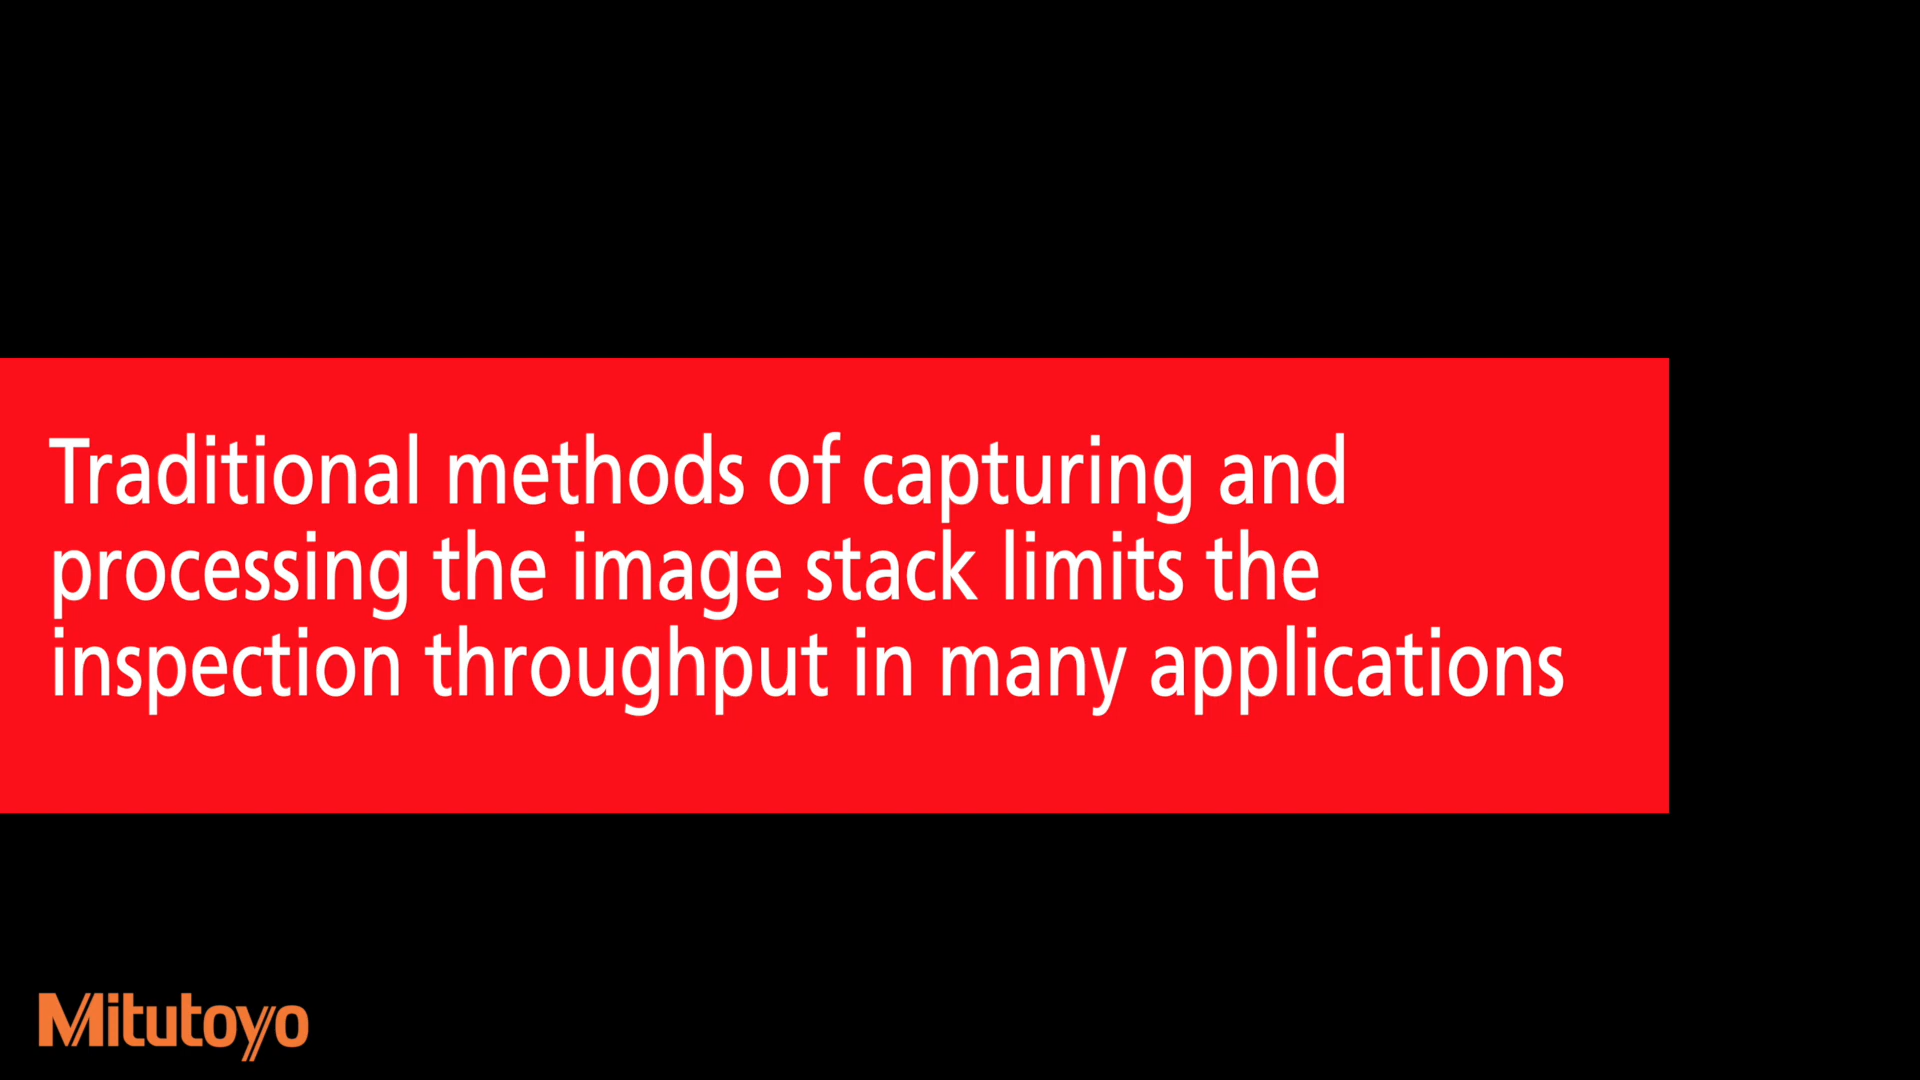 Traditional methods of capturing and
processing the image stack limits the
inspection throughput in many applications
Mitutoyo